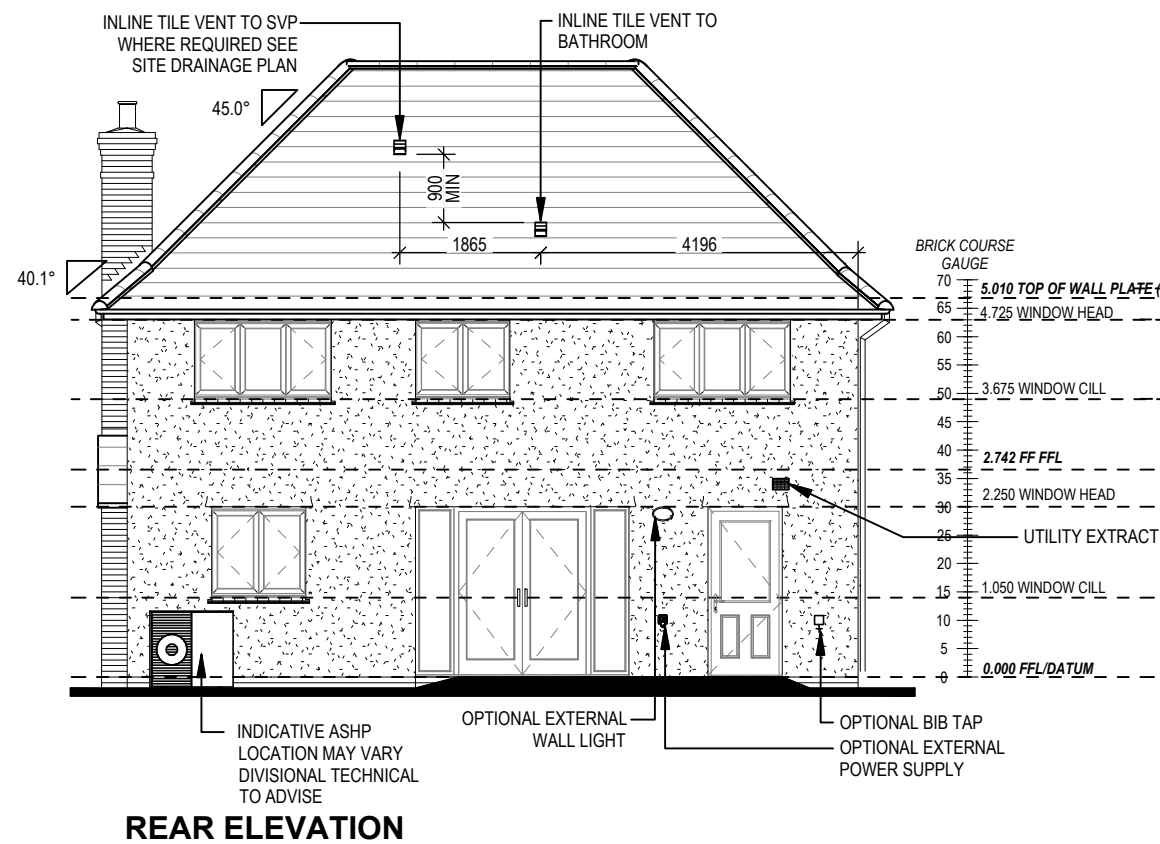 INLINE TILE VENT TO SVP
WHERE REQUIRED SEE
SITE DRAINAGE PLAN
INLINE TILE VENT TO
BATHROOM
45.0°
900
MIN
1865
4196
40.1°
BRICK COURSE
GAUGE
70
5.010 TOP OF WALL PLATE (
65
4.725 WINDOW HEAD
60
55
50
3.675 WINDOW CILL
45
40
2.742 FF FFL
35
2.250 WINDOW HEAD
30
25
UTILITY EXTRACT
20
15
1.050 WINDOW CILL
10
5
0
0.000 FFL/DATUM
INDICATIVE ASHP
LOCATION MAY VARY
DIVISIONAL TECHNICAL
TO ADVISE
OPTIONAL EXTERNAL
WALL LIGHT
OPTIONAL BIB TAP
OPTIONAL EXTERNAL
POWER SUPPLY
REAR ELEVATION